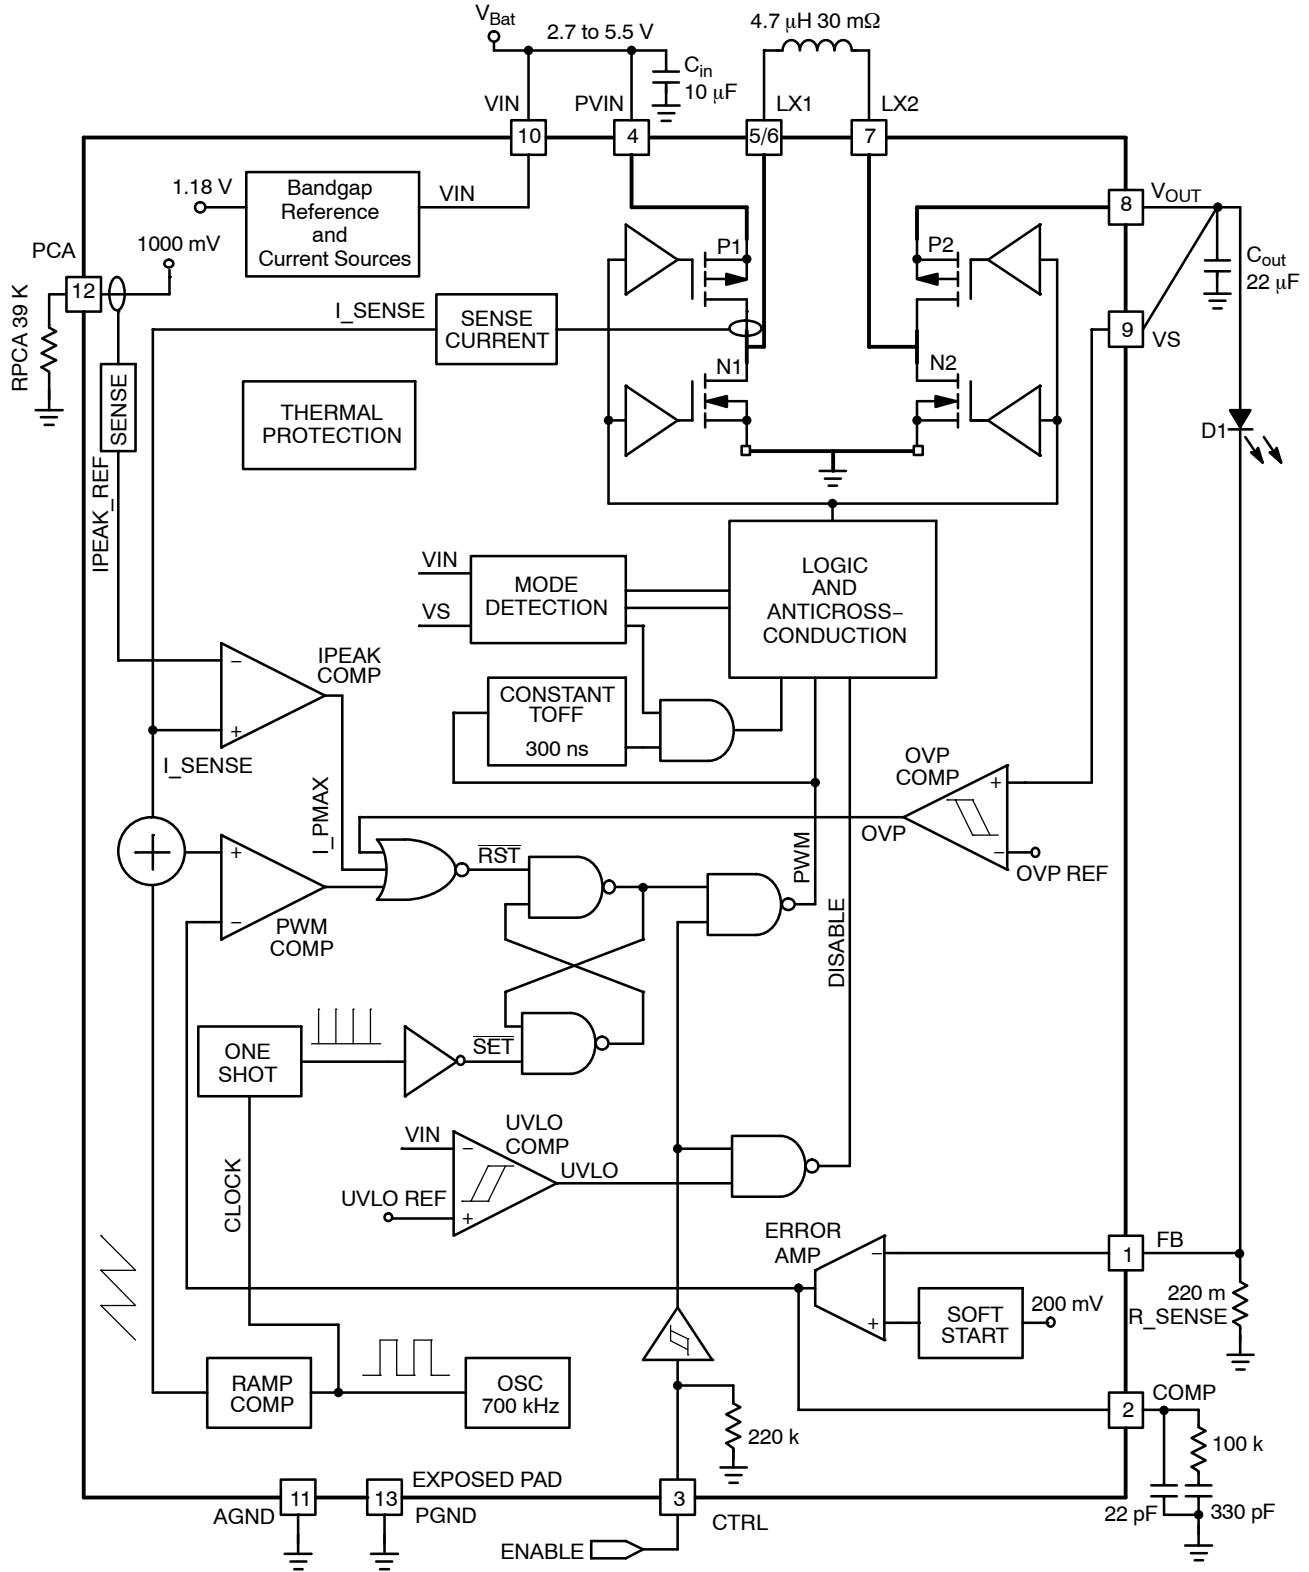 V_Bat
2.7 to 5.5 V
4.7 μH 30 mΩ
C_in
10 μF
VIN
PVIN
LX1
LX2
10
4
5/6
7
1.18 V
Bandgap
Reference
and
Current Sources
VIN
8
V_OUT
P1
P2
PCA
1000 mV
C_out
22 μF
12
RPCA 39 K
I_SENSE
SENSE
CURRENT
9
VS
N1
N2
SENSE
THERMAL
PROTECTION
D1
IPEAK_REF
VIN
VS
MODE
DETECTION
LOGIC
AND
ANTICROSS−
CONDUCTION
−
+
IPEAK
COMP
I_SENSE
CONSTANT
TOFF
300 ns
OVP
COMP
+
−
OVP
OVP REF
I_PMAX
PWM
+
+
−
PWM
COMP
RST
DISABLE
ONE
SHOT
SET
CLOCK
VIN
UVLO
COMP
−
+
UVLO
UVLO REF
ERROR
AMP
−
+
1
FB
SOFT
START
200 mV
220 m
R_SENSE
RAMP
COMP
OSC
700 kHz
220 k
2
COMP
100 k
22 pF
330 pF
EXPOSED PAD
11
AGND
13
PGND
3
CTRL
ENABLE